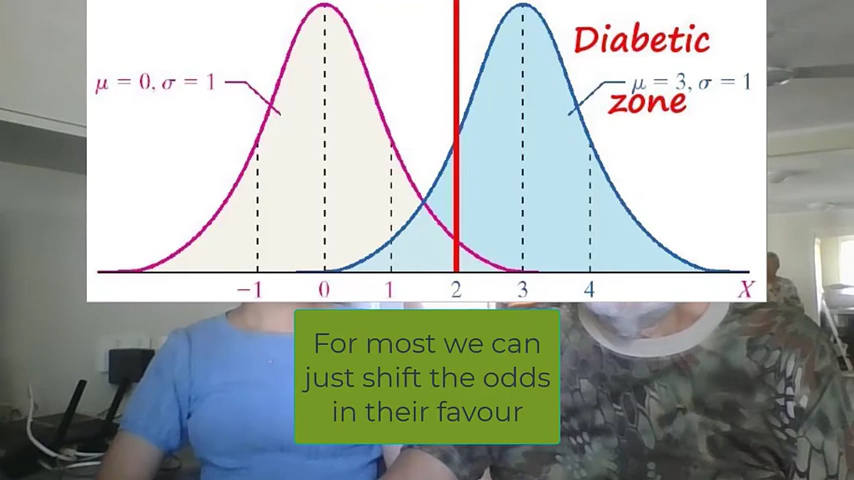 Diabetic
μ = 0, σ = 1
μ = 3, σ = 1
zone
−1 0 1 2 3 4 X
For most we can
just shift the odds
in their favour